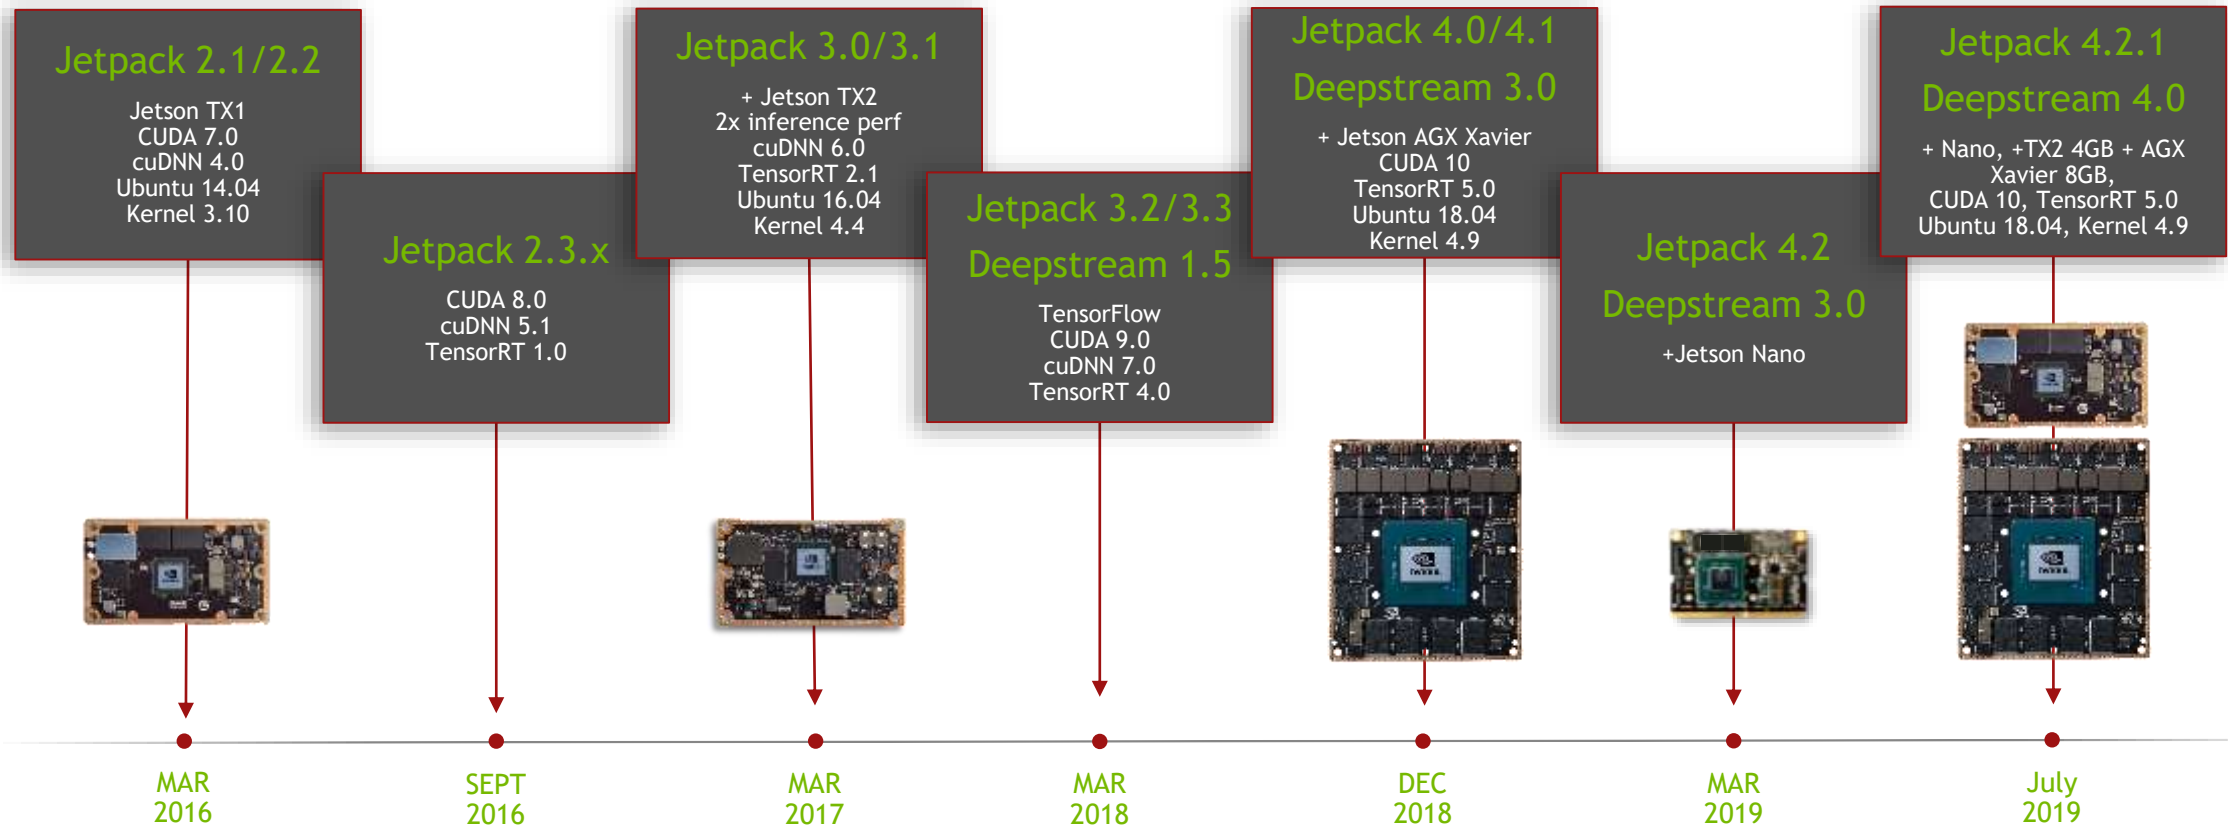 Jetpack 2.1/2.2
Jetson TX1
CUDA 7.0
cuDNN 4.0
Ubuntu 14.04
Kernel 3.10
Jetpack 2.3.x
CUDA 8.0
cuDNN 5.1
TensorRT 1.0
Jetpack 3.0/3.1
+ Jetson TX2
2x inference perf
cuDNN 6.0
TensorRT 2.1
Ubuntu 16.04
Kernel 4.4
Jetpack 3.2/3.3
Deepstream 1.5
TensorFlow
CUDA 9.0
cuDNN 7.0
TensorRT 4.0
Jetpack 4.0/4.1
Deepstream 3.0
+ Jetson AGX Xavier
CUDA 10
TensorRT 5.0
Ubuntu 18.04
Kernel 4.9
Jetpack 4.2
Deepstream 3.0
+Jetson Nano
Jetpack 4.2.1
Deepstream 4.0
+ Nano, +TX2 4GB + AGX
Xavier 8GB,
CUDA 10, TensorRT 5.0
Ubuntu 18.04, Kernel 4.9
MAR
2016
SEPT
2016
MAR
2017
MAR
2018
DEC
2018
MAR
2019
July
2019